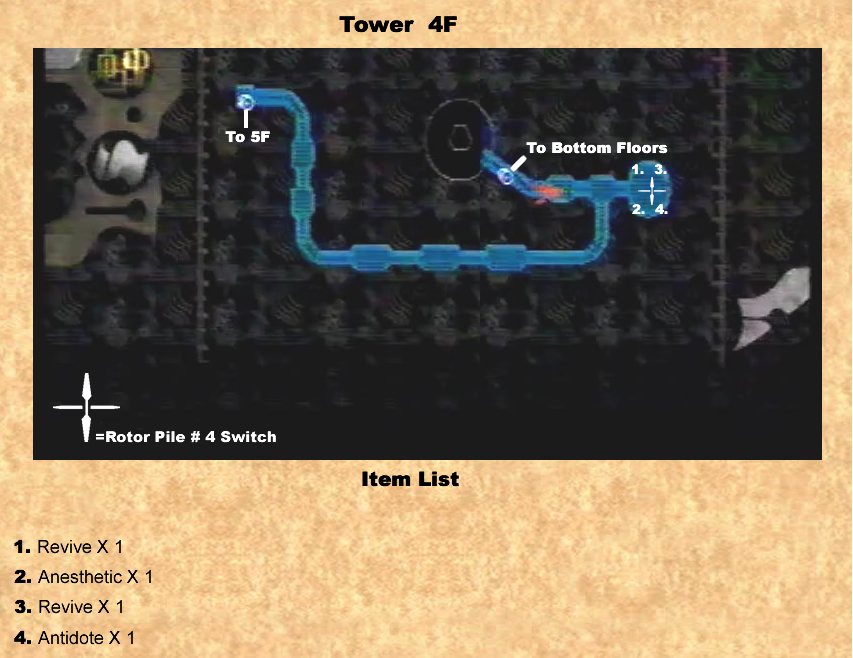 Tower 4F
To 5F
To Bottom Floors
1. 3.
2. 4.
=Rotor Pile # 4 Switch
Item List
1. Revive X 1
2. Anesthetic X 1
3. Revive X 1
4. Antidote X 1